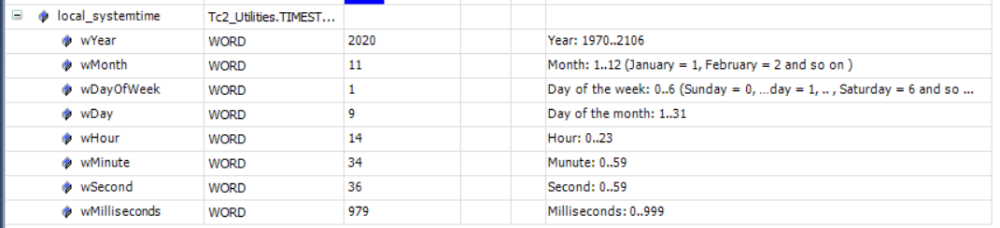 local_systemtime Tc2_Utilities.TIMEST...
wYear WORD 2020 Year: 1970..2106
wMonth WORD 11 Month: 1..12 (January = 1, February = 2 and so on )
wDayOfWeek WORD 1 Day of the week: 0..6 (Sunday = 0, ...day = 1, .. , Saturday = 6 and so ...
wDay WORD 9 Day of the month: 1..31
wHour WORD 14 Hour: 0..23
wMinute WORD 34 Munute: 0..59
wSecond WORD 36 Second: 0..59
wMilliseconds WORD 979 Milliseconds: 0..999